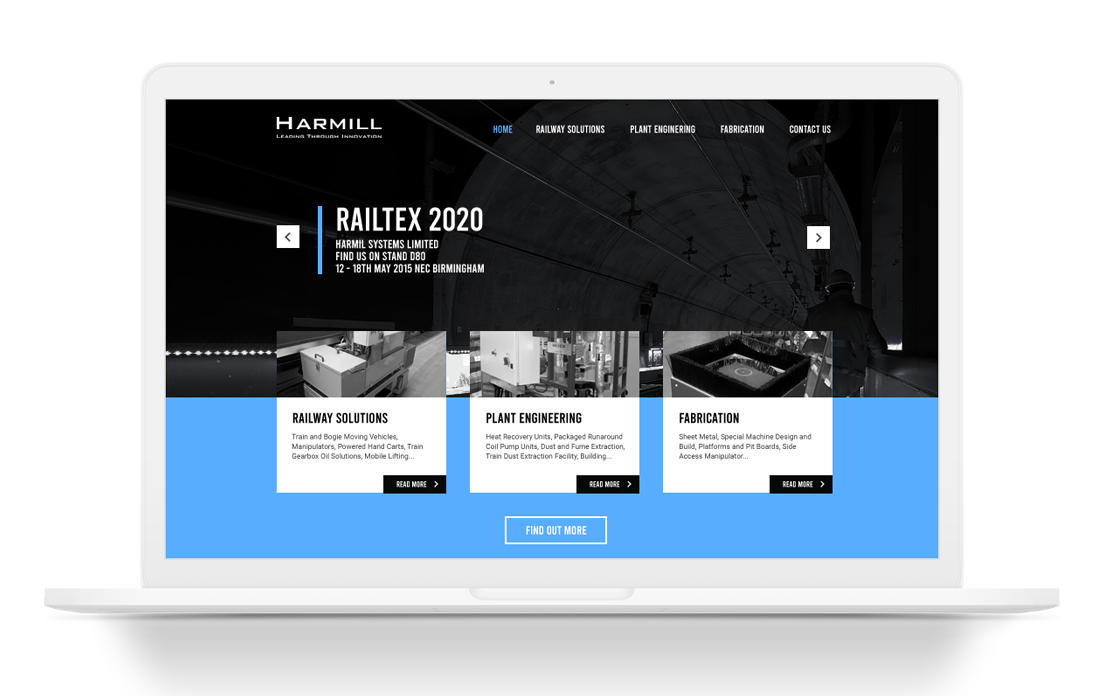 HARMILL
LEADING THROUGH INNOVATION
HOME
RAILWAY SOLUTIONS
PLANT ENGINERING
FABRICATION
CONTACT US
RAILTEX 2020
HARMIL SYSTEMS LIMITED
FIND US ON STAND D80
12 - 18TH MAY 2015 NEC BIRMINGHAM
RAILWAY SOLUTIONS
Train and Bogie Moving Vehicles,
Manipulators, Powered Hand Carts, Train
Gearbox Oil Solutions, Mobile Lifting...
READ MORE
PLANT ENGINEERING
Heat Recovery Units, Packaged Runaround
Coil Pump Units, Dust and Fume Extraction,
Train Dust Extraction Facility, Building...
READ MORE
FABRICATION
Sheet Metal, Special Machine Design and
Build, Platforms and Pit Boards, Side
Access Manipulator...
READ MORE
FIND OUT MORE